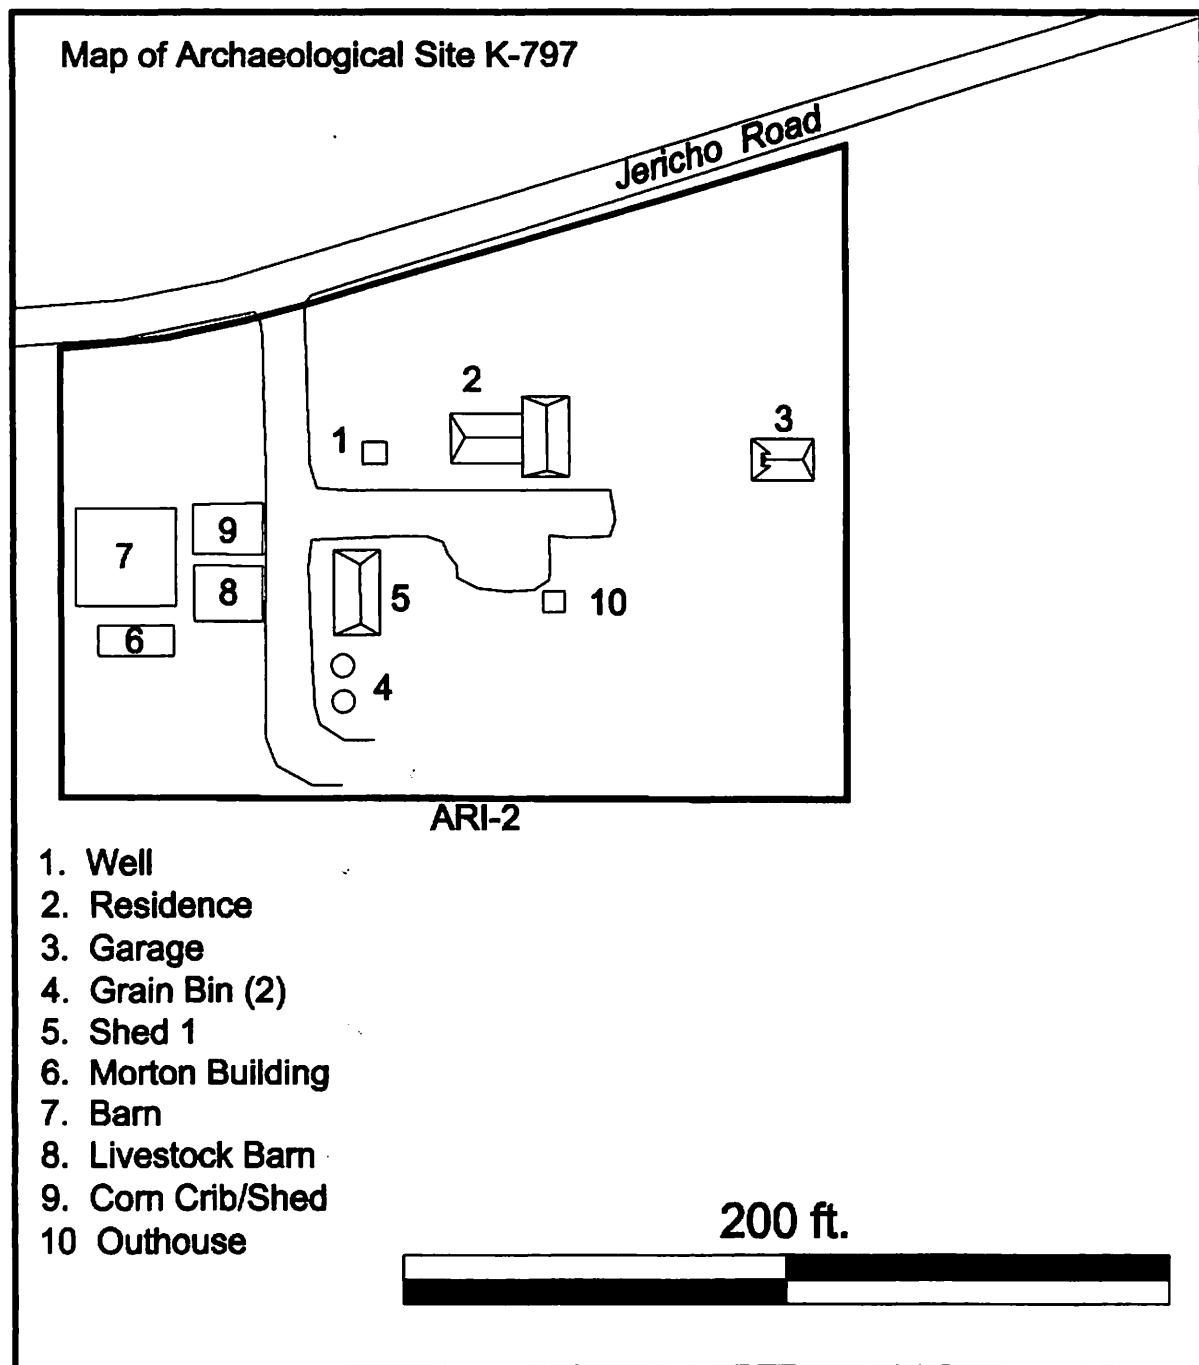 Map of Archaeological Site K-797
Jericho Road
2
3
1
9
7
8
5
10
6
4
ARI-2
1. Well
2. Residence
3. Garage
4. Grain Bin (2)
5. Shed 1
6. Morton Building
7. Barn
8. Livestock Barn
9. Corn Crib/Shed
10 Outhouse
200 ft.